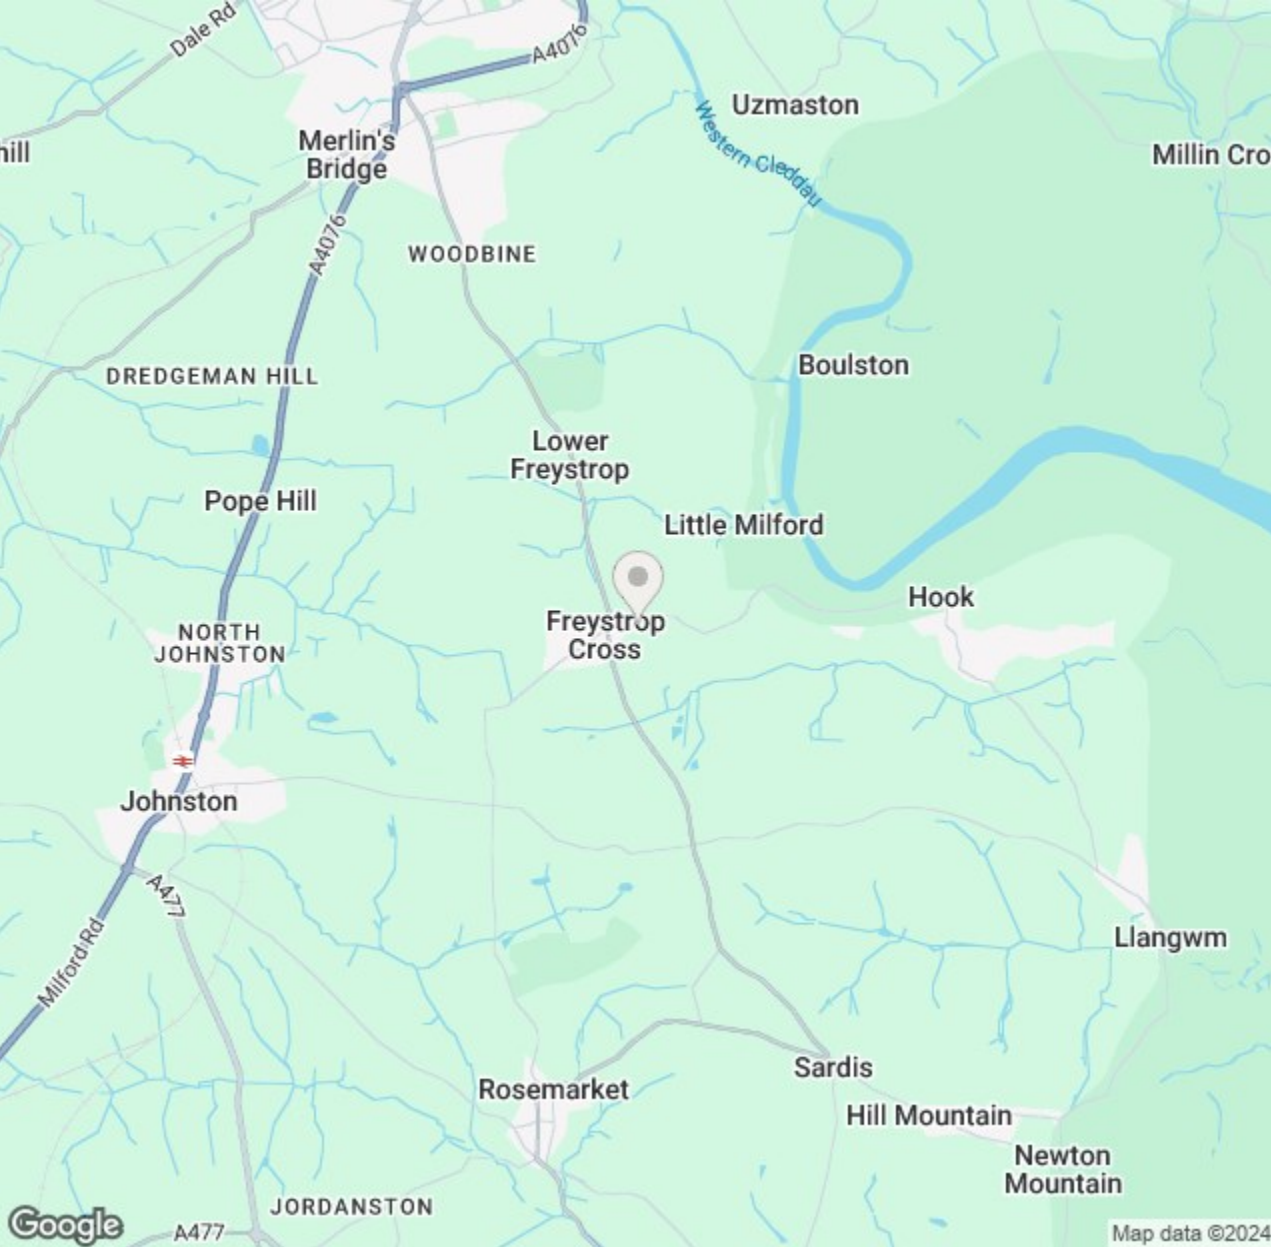 Dale Rd
A4076
Uzmaston
Western Cleddau
Merlin's
Bridge
hill
Millin Cro
A4076
WOODBINE
Boulston
DREDGEMAN HILL
Lower
Freystrop
Pope Hill
Little Milford
Hook
Freystrop
Cross
NORTH
JOHNSTON
Johnston
A477
Milford Rd
Llangwm
Sardis
Rosemarket
Hill Mountain
Newton
Mountain
JORDANSTON
Google
A477
Map data ©2024